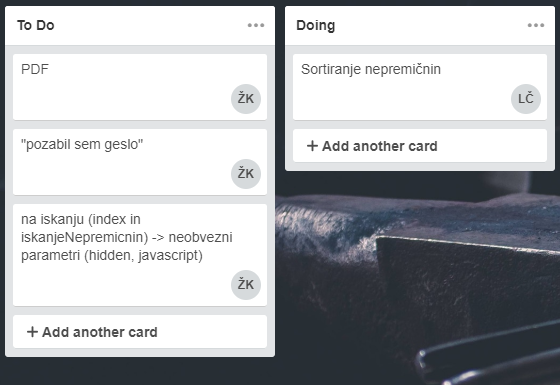 To Do
PDF
ŽK
"pozabil sem geslo"
ŽK
na iskanju (index in
iskanjeNepremicnin) -> neobvezni
parametri (hidden, javascript)
ŽK
+ Add another card
Doing
Sortiranje nepremičnin
LČ
+ Add another card